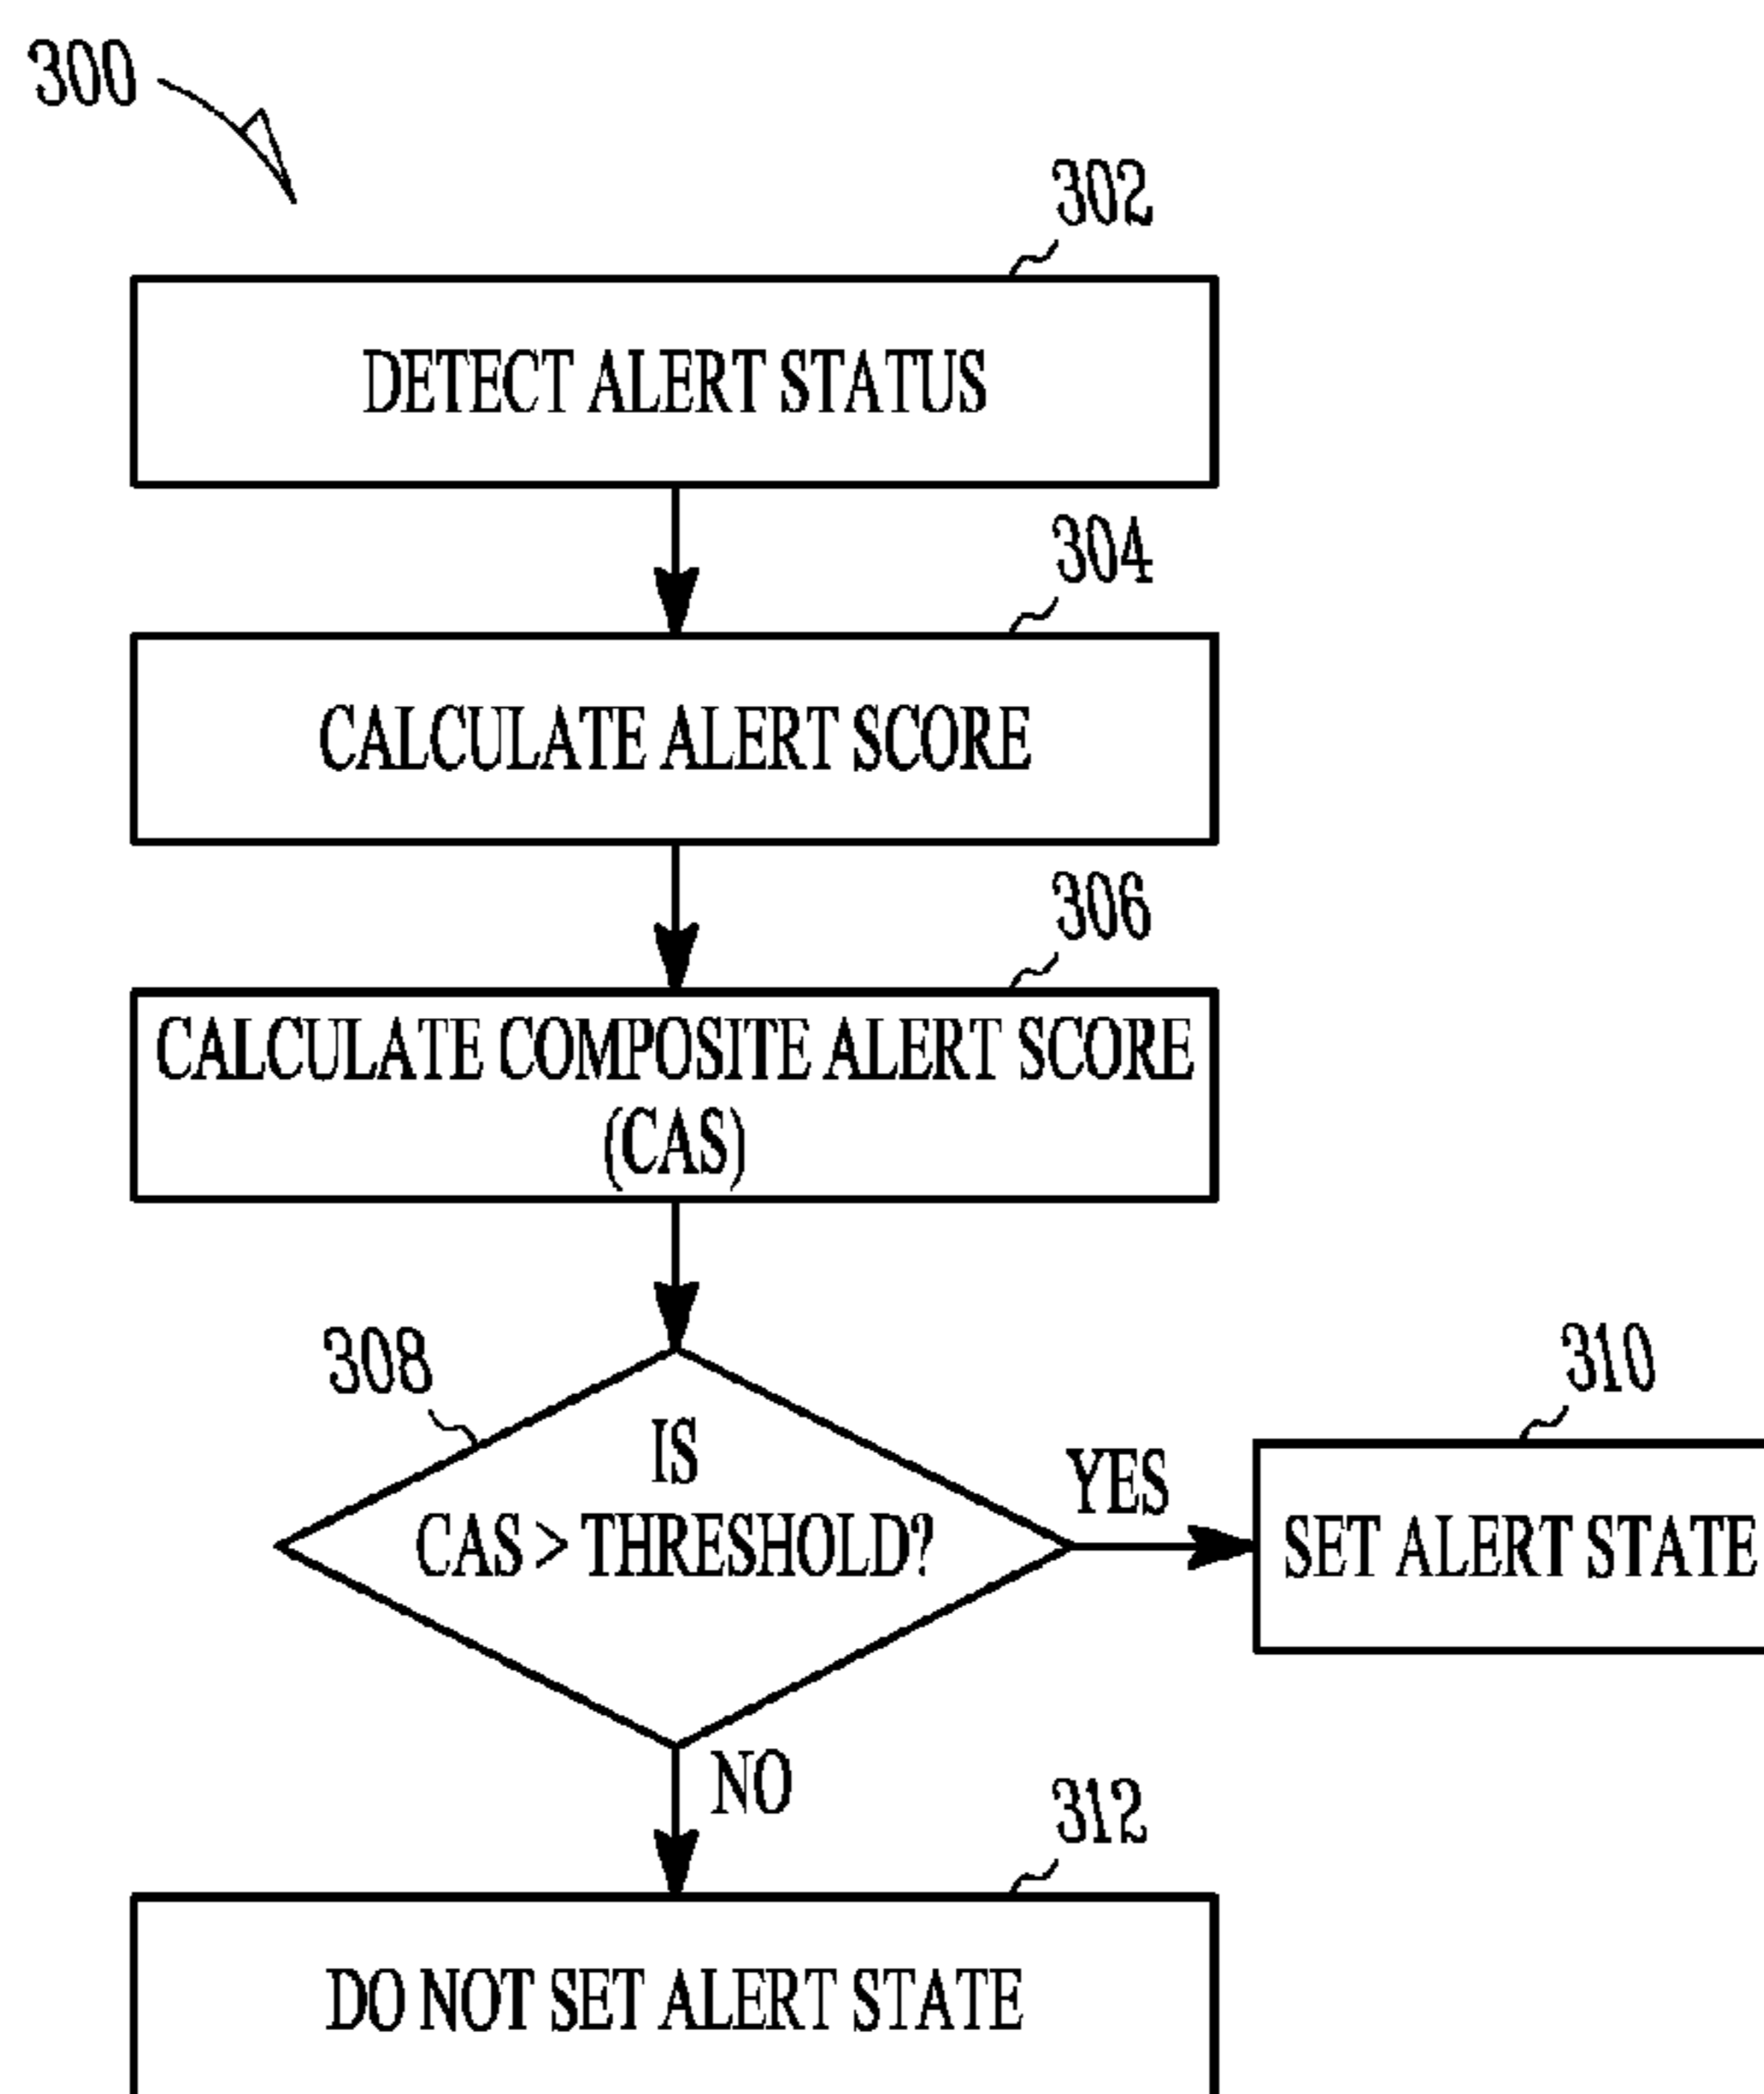 300
302
DETECT ALERT STATUS
304
CALCULATE ALERT SCORE
306
CALCULATE COMPOSITE ALERT SCORE
(CAS)
308
IS
CAS > THRESHOLD?
YES
310
SET ALERT STATE
NO
312
DO NOT SET ALERT STATE